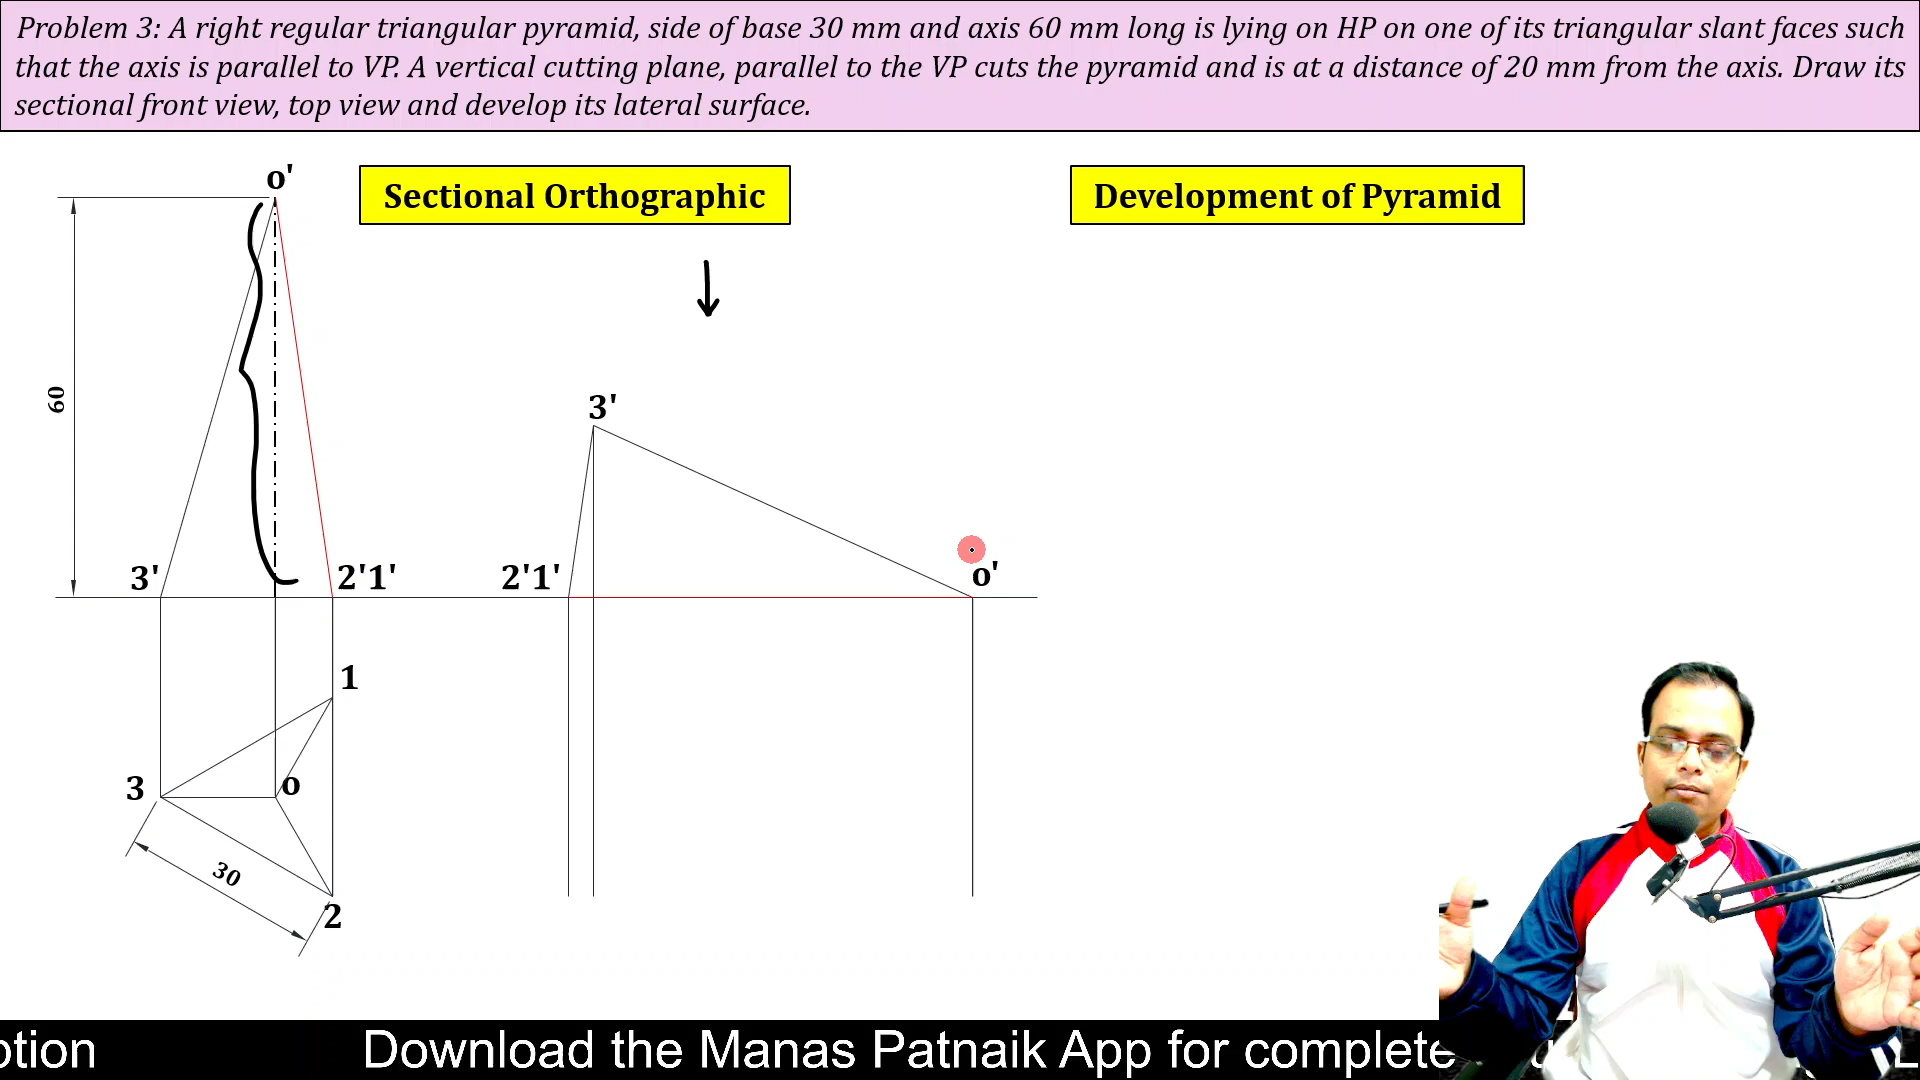 Problem 3: A right regular triangular pyramid, side of base 30 mm and axis 60 mm long is lying on HP on one of its triangular slant faces such
that the axis is parallel to VP. A vertical cutting plane, parallel to the VP cuts the pyramid and is at a distance of 20 mm from the axis. Draw its
sectional front view, top view and develop its lateral surface.
o'
Sectional Orthographic
Development of Pyramid
60
3'
3'
2'1'
2'1'
o'
1
3
o
30
2
ption
Download the Manas Patnaik App for complete